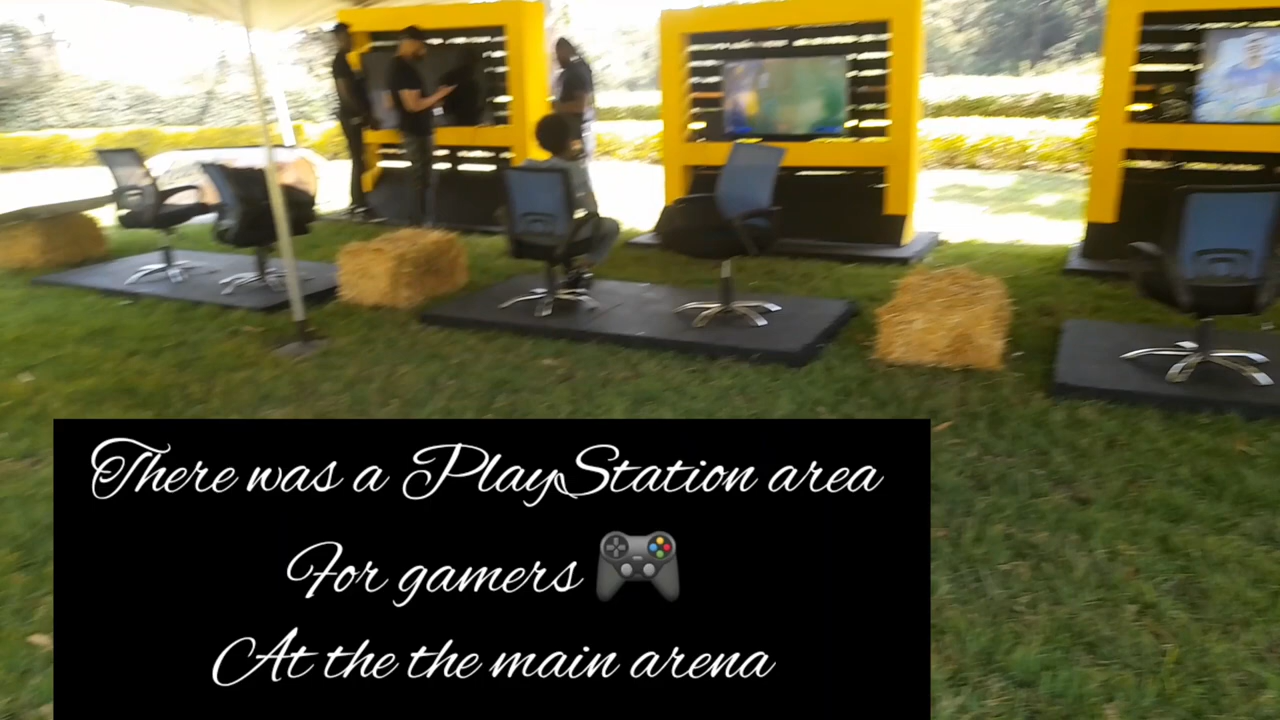 There was a PlayStation area
For gamers 🎮
At the the main arena